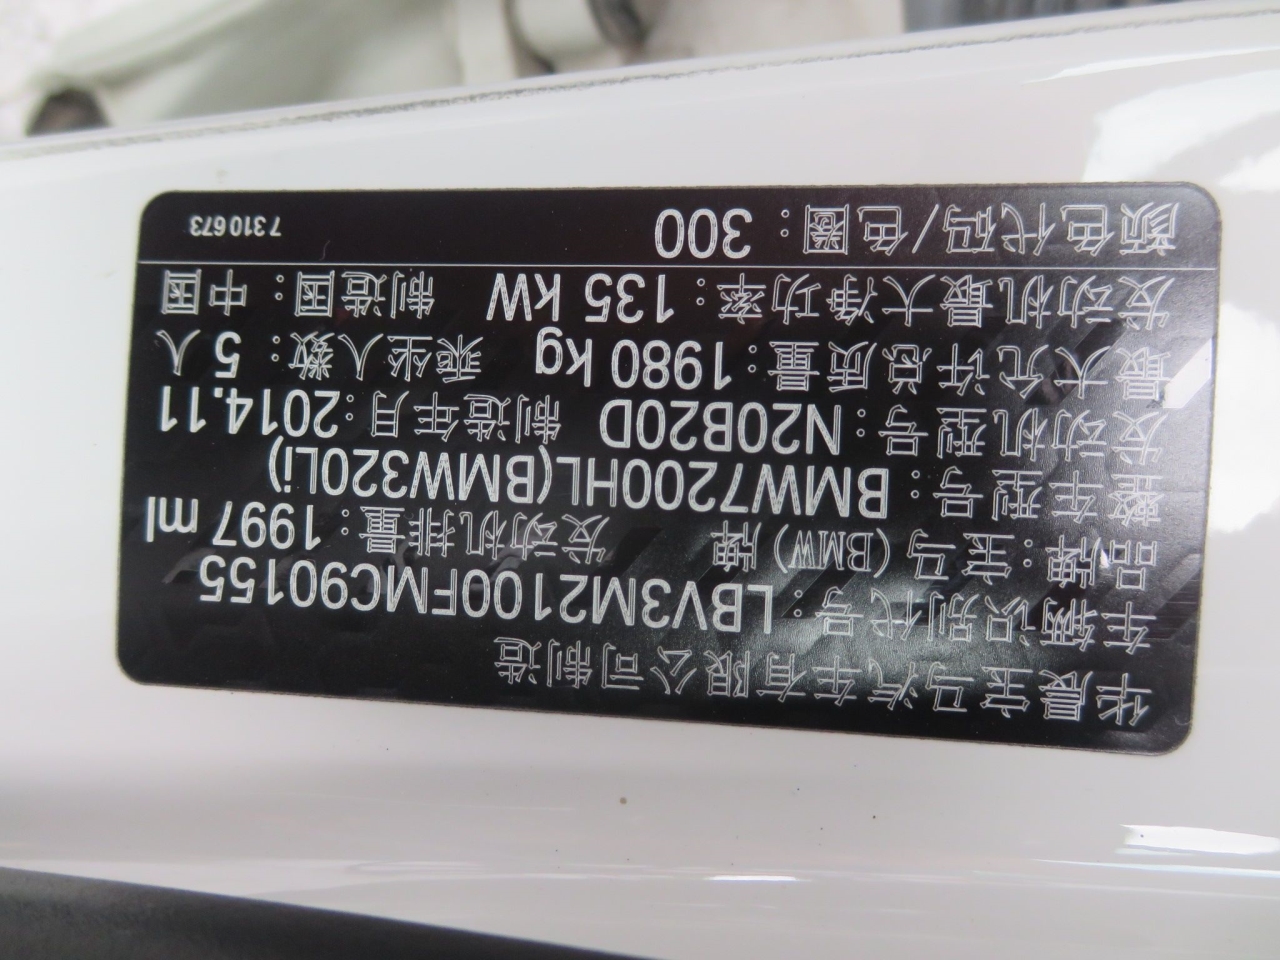 华晨宝马汽车有限公司制造
车辆识别代号：LBV3M2100FMC90155
品牌：宝马（BMW）牌 发动机排量：1997 ml
整车型号：BMW7200HL(BMW320Li)
发动机型号：N20B20D 制造年月：2014.11
最大允许总质量：1980 kg 乘坐人数：5 人
发动机最大净功率：135 kW 制造国：中国
颜色代码/色圈：300 7310673